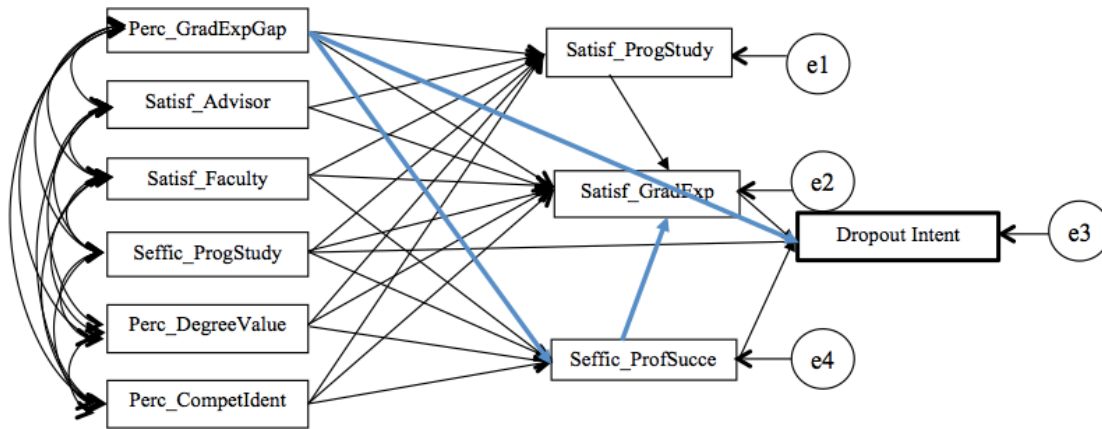 Perc_GradExpGap
Satisf_Advisor
Satisf_Faculty
Seffic_ProgStudy
Perc_DegreeValue
Perc_CompetIdent
Satisf_ProgStudy
e1
Satisf_GradExp
e2
Dropout Intent
e3
Seffic_ProfSucce
e4